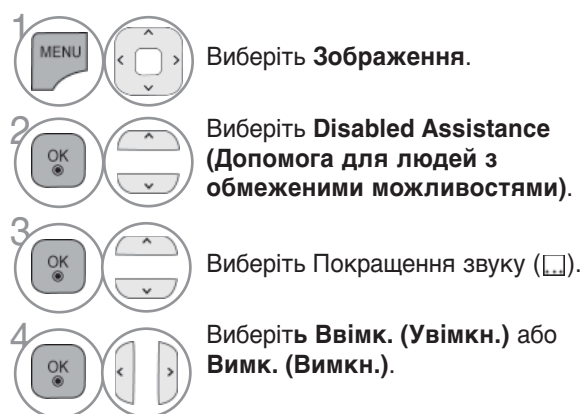 1
MENU
Виберіть Зображення.
2
OK
Виберіть Disabled Assistance
(Допомога для людей з
обмеженими можливостями).
3
OK
Виберіть Покращення звуку (...).
4
OK
Виберіть Ввімк. (Увімкн.) або
Вимк. (Вимкн.).